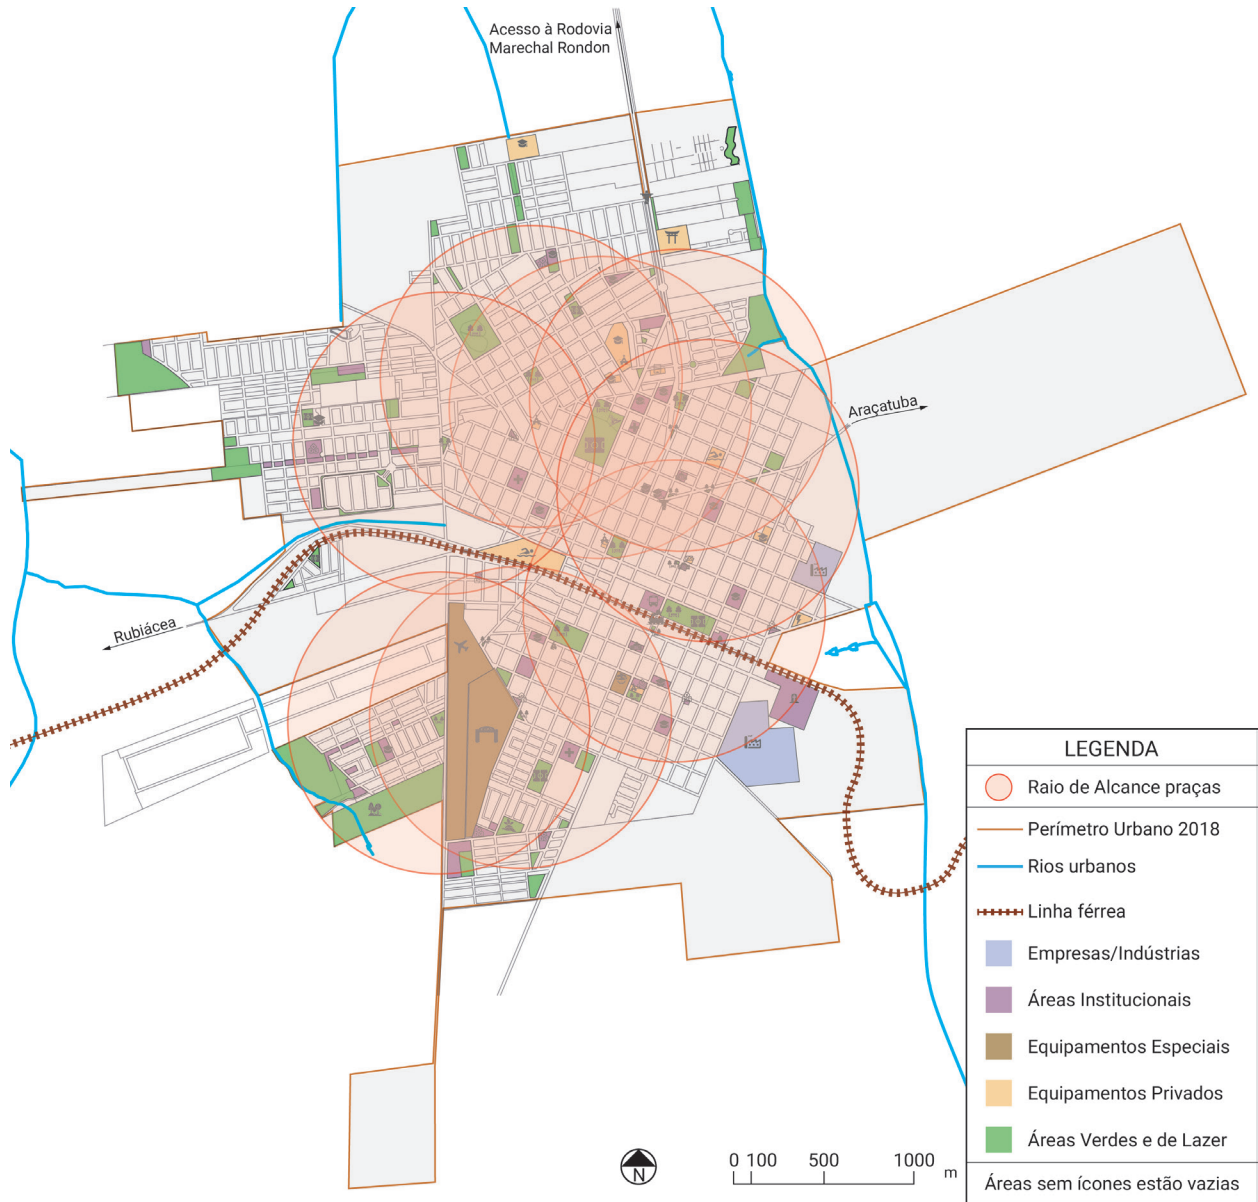 Acesso à Rodovia
Marechal Rondon
Araçatuba
Rubiácea
LEGENDA
Raio de Alcance praças
Perímetro Urbano 2018
Rios urbanos
Linha férrea
Empresas/Indústrias
Áreas Institucionais
Equipamentos Especiais
Equipamentos Privados
Áreas Verdes e de Lazer
Áreas sem ícones estão vazias
N
0 100 500 1000 m